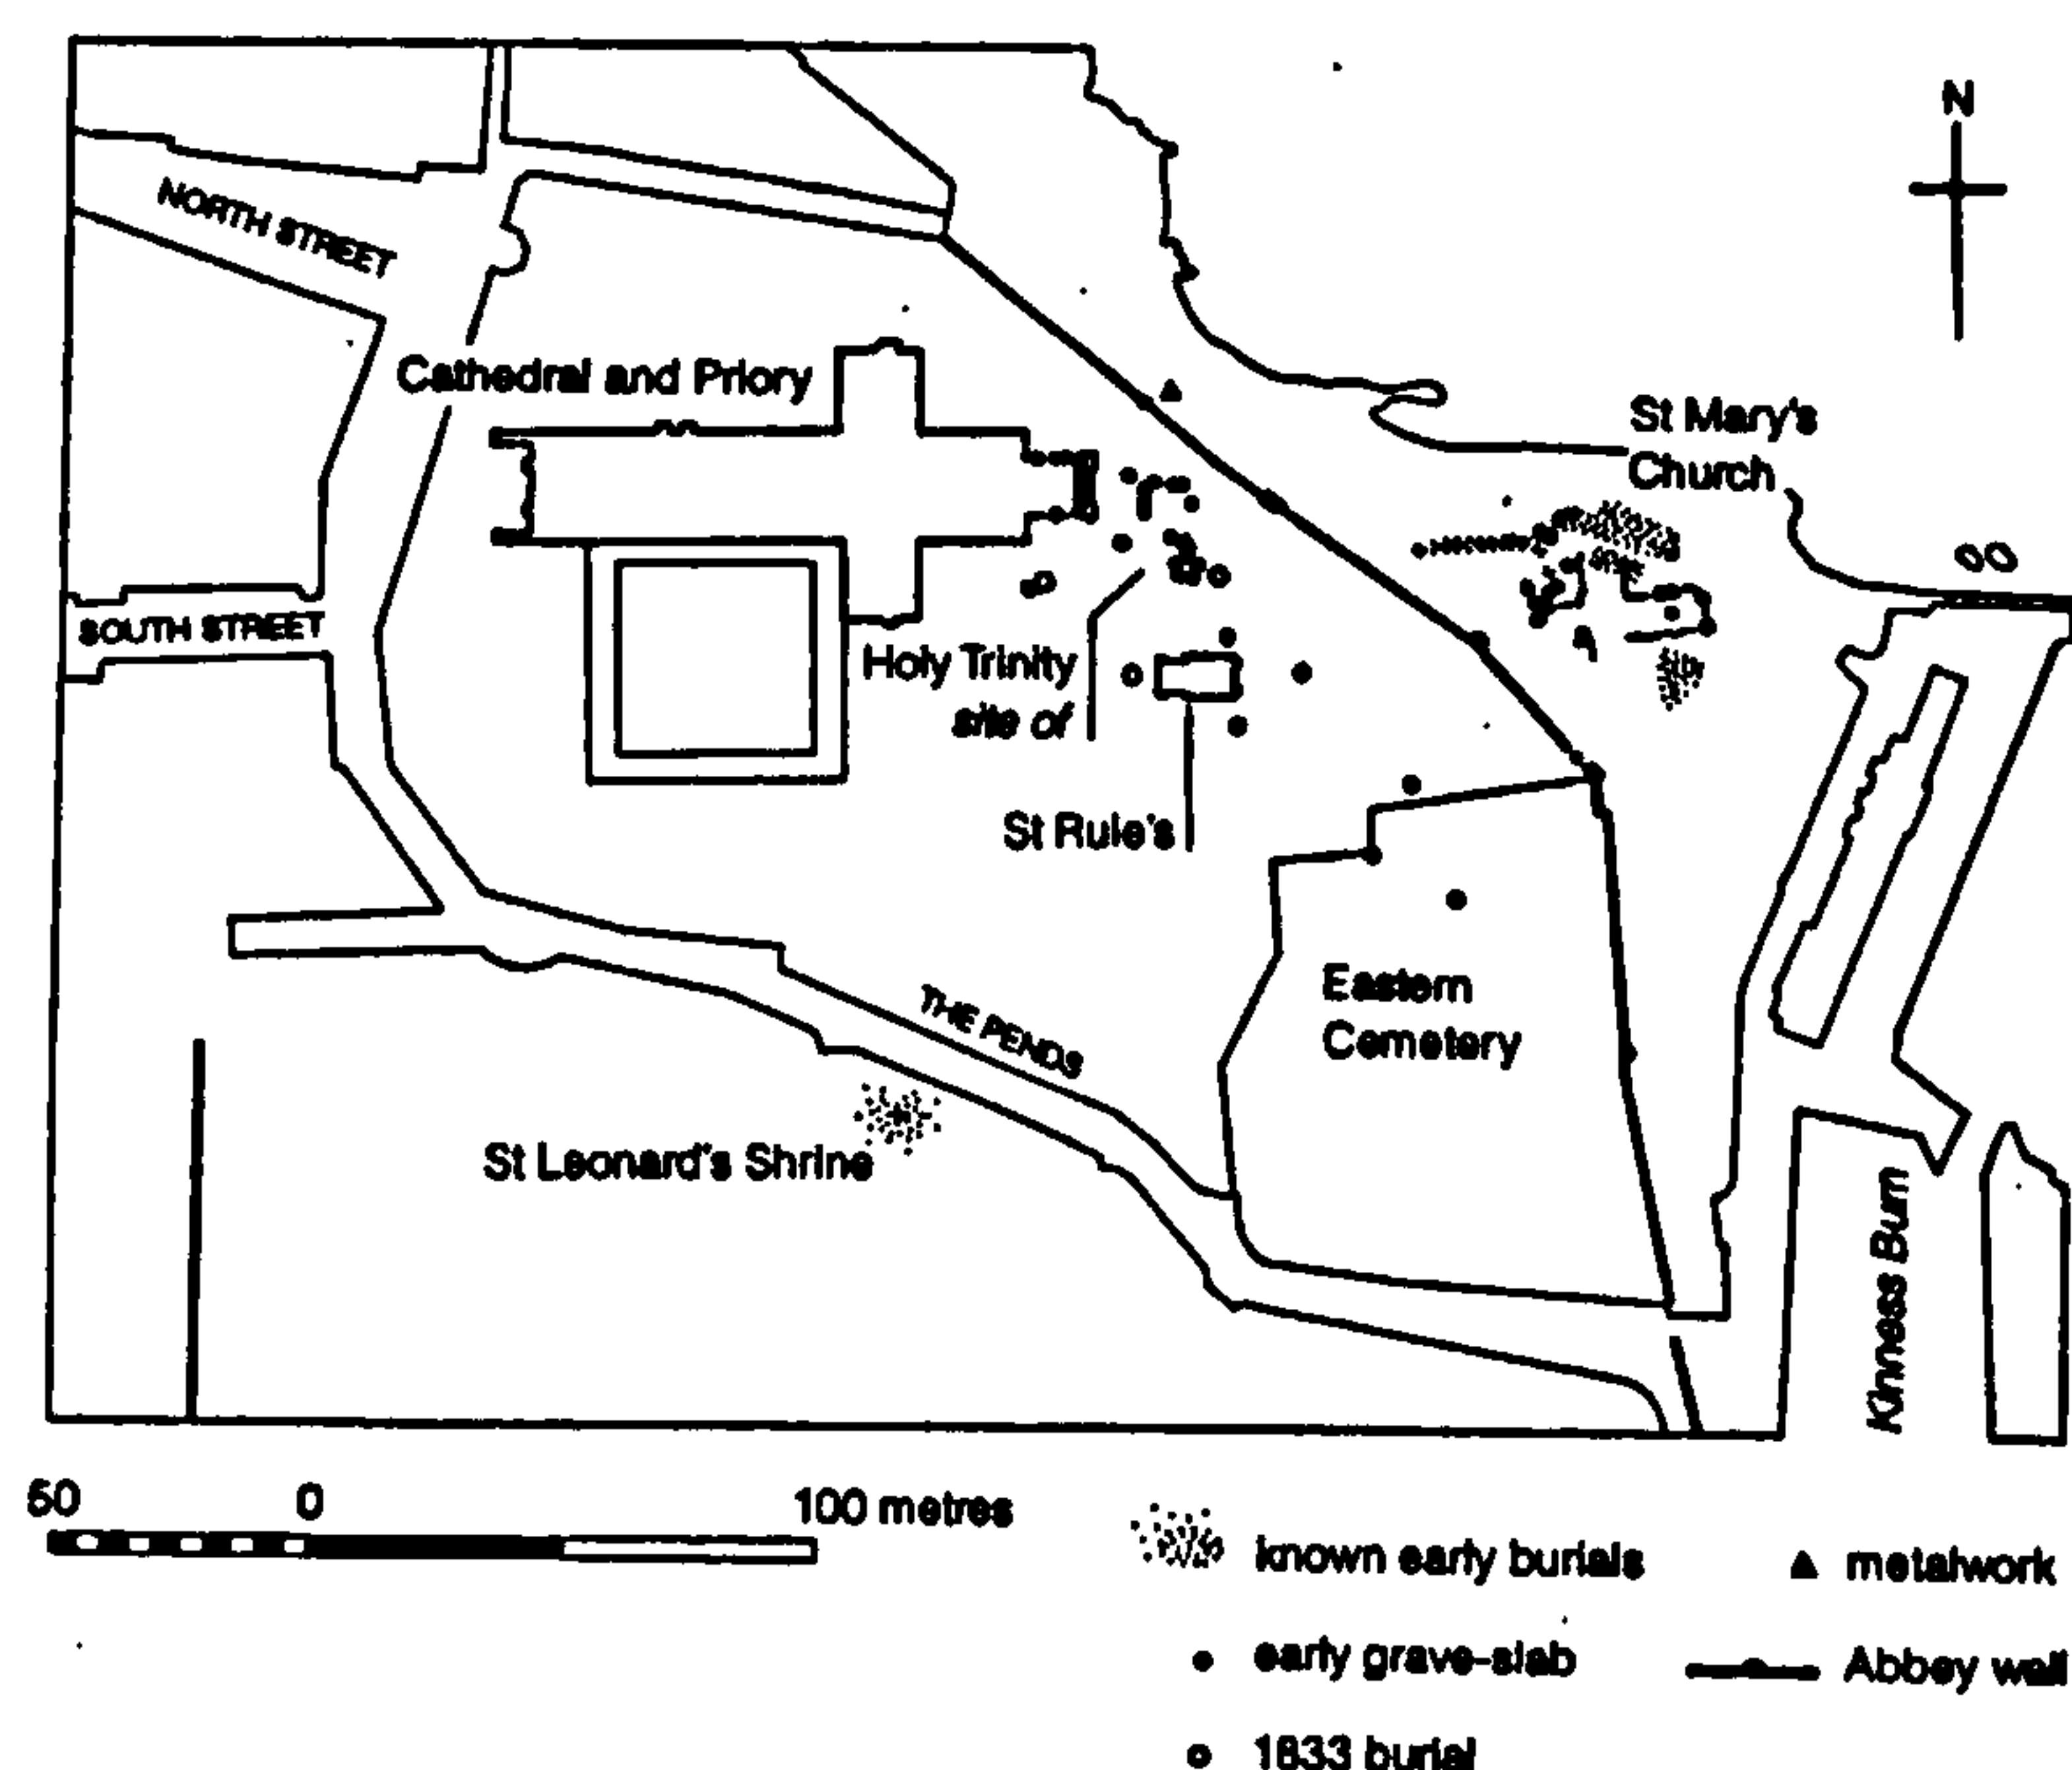 N
NORTH STREET
Cathedral and Priory
St Mary's
Church
SOUTH STREET
Holy Trinity
site of
St Rule's
Eastern
Cemetery
THE PENDS
St Leonard's Shrine
Kinness Burn
50 0 100 metres
known early burials
metalwork
early grave-slab
Abbey wall
1833 burial